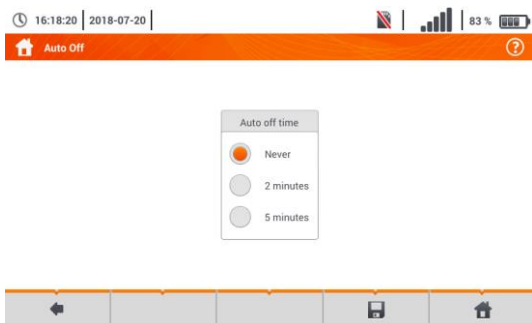 16:18:20 2018-07-20 83 %
Auto Off ?
Auto off time
Never
2 minutes
5 minutes